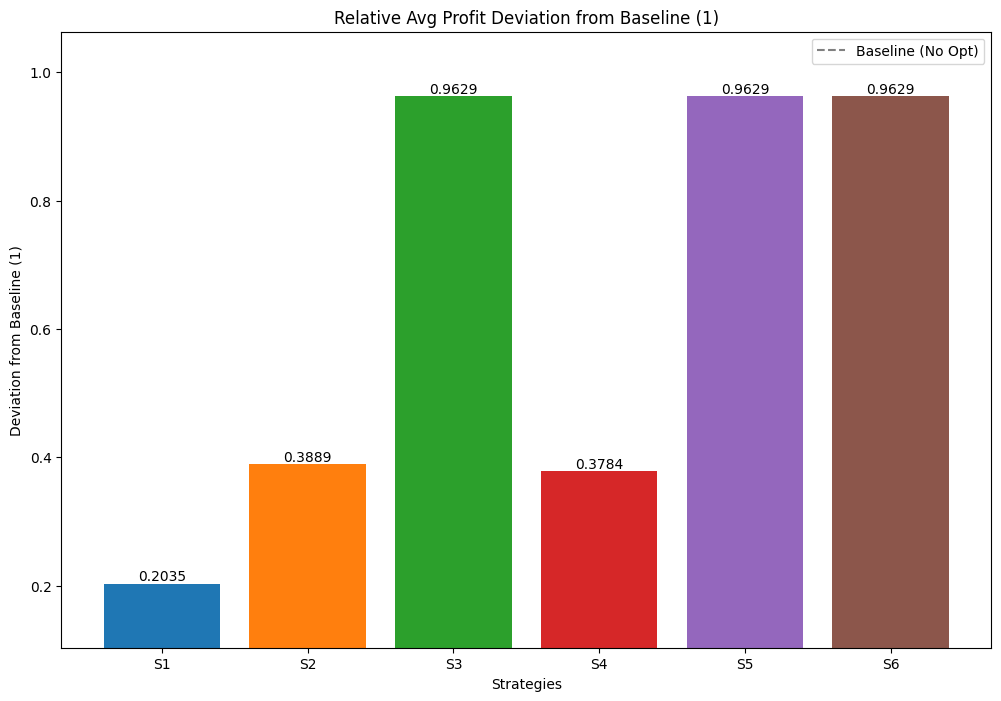 Relative Avg Profit Deviation from Baseline (1)
Baseline (No Opt)
Deviation from Baseline (1)
1.0
0.8
0.6
0.4
0.2
0.2035
0.3889
0.9629
0.3784
0.9629
0.9629
S1 S2 S3 S4 S5 S6
Strategies